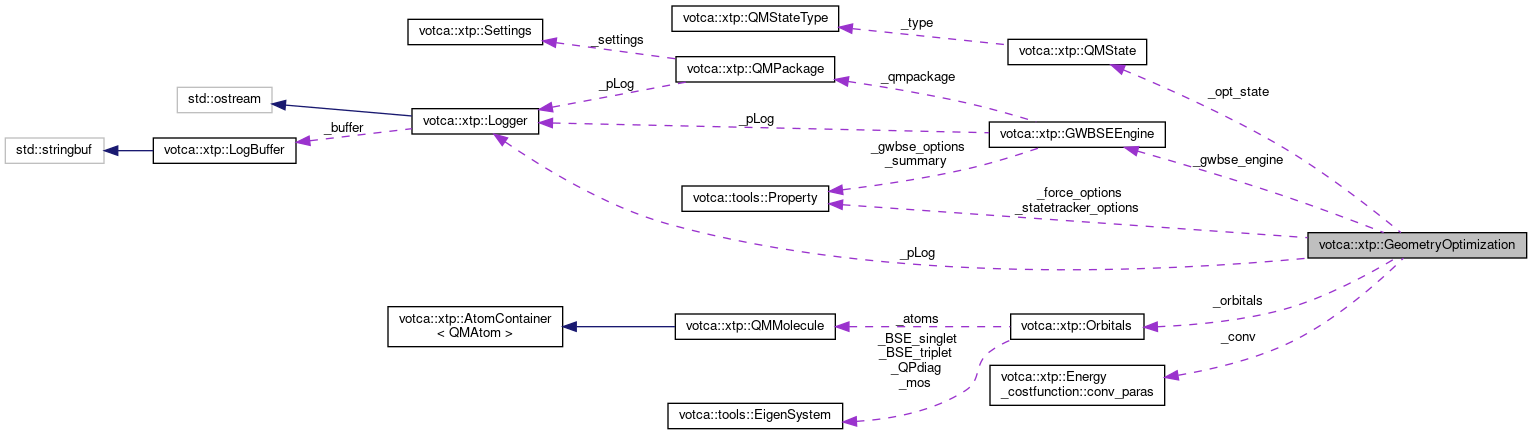 votca::xtp::QMStateType
_type
votca::xtp::Settings
_settings
votca::xtp::QMState
votca::xtp::QMPackage
_qmpackage
_pLog
_opt_state
std::ostream
votca::xtp::Logger
_pLog
_buffer
votca::xtp::GWBSEEngine
std::stringbuf
votca::xtp::LogBuffer
_gwbse_options
_summary
_gwbse_engine
votca::tools::Property
_force_options
_statetracker_options
votca::xtp::GeometryOptimization
_pLog
_orbitals
votca::xtp::AtomContainer
< QMAtom >
votca::xtp::QMMolecule
_atoms
votca::xtp::Orbitals
_conv
_BSE_singlet
_BSE_triplet
_QPdiag
_mos
votca::xtp::Energy
_costfunction::conv_paras
votca::tools::EigenSystem